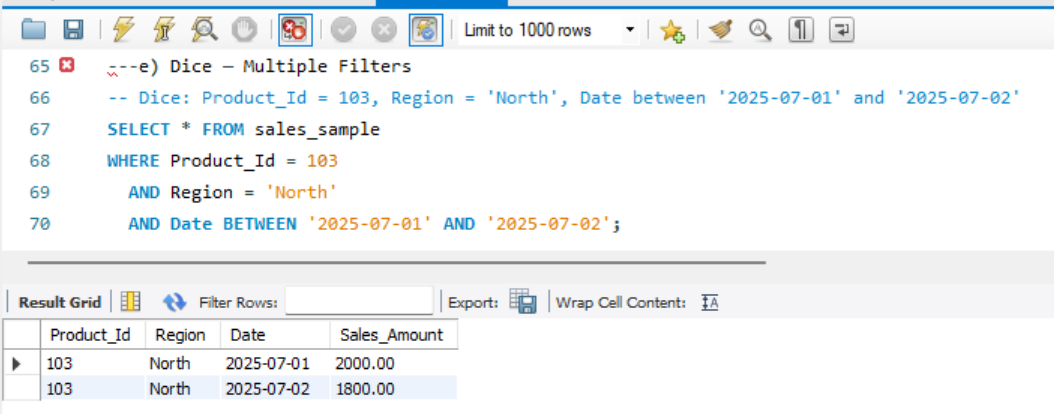 Limit to 1000 rows
65 ---e) Dice – Multiple Filters
66 -- Dice: Product_Id = 103, Region = 'North', Date between '2025-07-01' and '2025-07-02'
67 SELECT * FROM sales_sample
68 WHERE Product_Id = 103
69 AND Region = 'North'
70 AND Date BETWEEN '2025-07-01' AND '2025-07-02';
Result Grid Filter Rows: Export: Wrap Cell Content: IA
Product_Id Region Date Sales_Amount
103 North 2025-07-01 2000.00
103 North 2025-07-02 1800.00